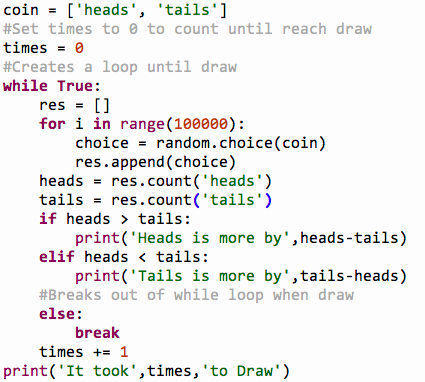 coin = ['heads', 'tails']
#Set times to 0 to count until reach draw
times = 0
#Creates a loop until draw
while True:
    res = []
    for i in range(100000):
        choice = random.choice(coin)
        res.append(choice)
    heads = res.count('heads')
    tails = res.count('tails')
    if heads > tails:
        print('Heads is more by',heads-tails)
    elif heads < tails:
        print('Tails is more by',tails-heads)
    #Breaks out of while loop when draw
    else:
        break
    times += 1
print('It took',times,'to Draw')